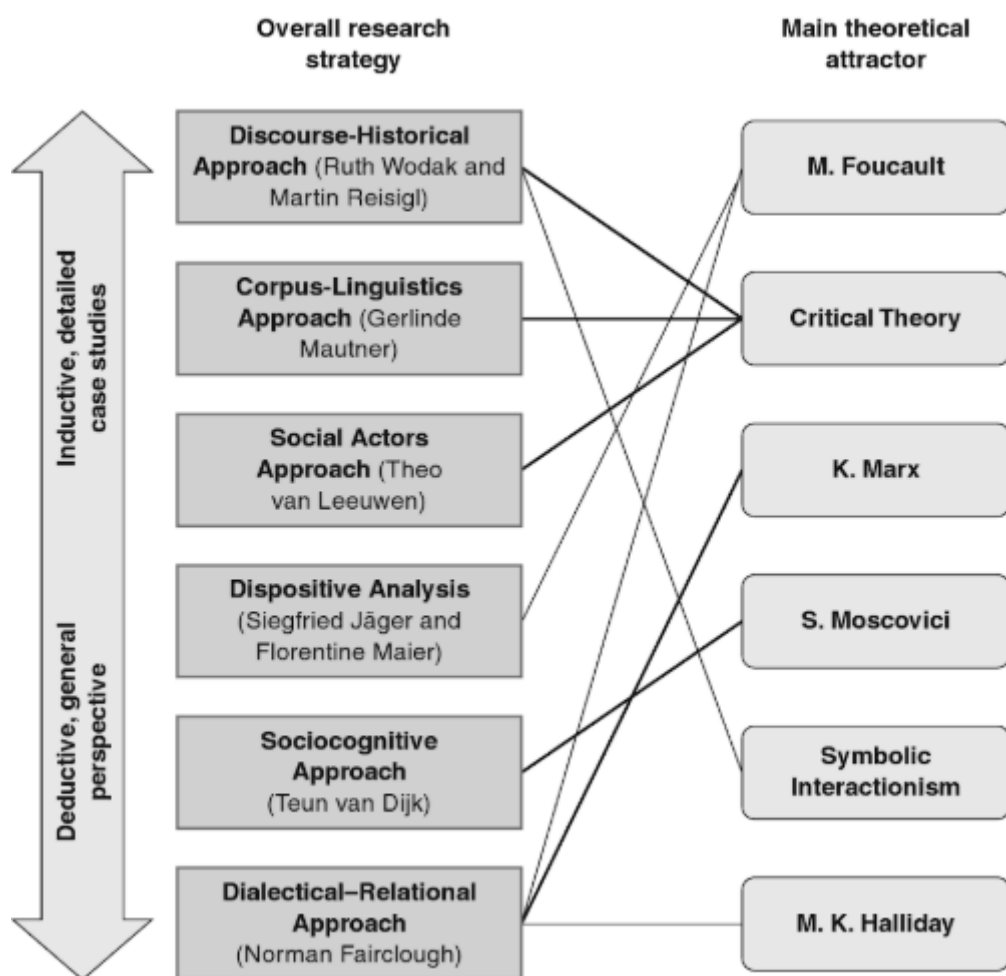 Overall research
strategy
Main theoretical
attractor
Inductive, detailed
case studies
Deductive, general
perspective
Discourse-Historical
Approach (Ruth Wodak and
Martin Reisigl)
Corpus-Linguistics
Approach (Gerlinde
Mautner)
Social Actors
Approach (Theo
van Leeuwen)
Dispositive Analysis
(Siegfried Jäger and
Florentine Maier)
Sociocognitive
Approach
(Teun van Dijk)
Dialectical–Relational
Approach
(Norman Fairclough)
M. Foucault
Critical Theory
K. Marx
S. Moscovici
Symbolic
Interactionism
M. K. Halliday